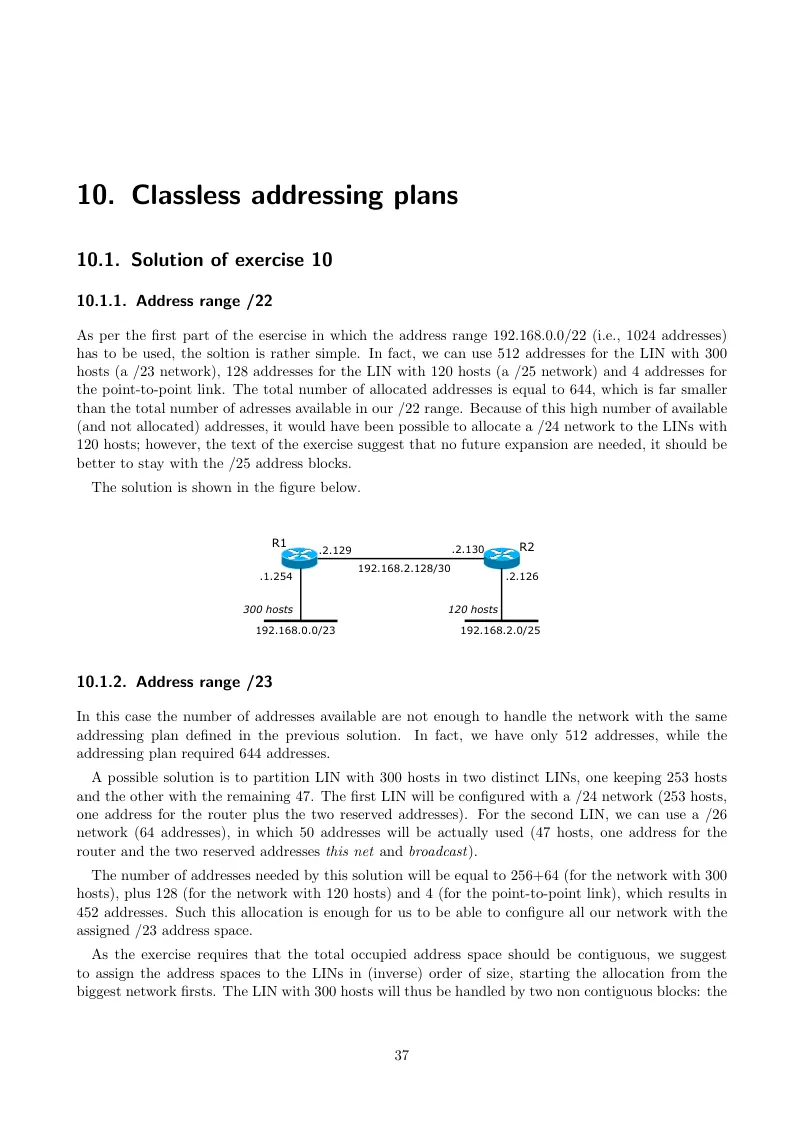 10. Classless addressing plans
10.1. Solution of exercise 10
10.1.1. Address range /22
As per the first part of the esercise in which the address range 192.168.0.0/22 (i.e., 1024 addresses)
has to be used, the soltion is rather simple. In fact, we can use 512 addresses for the LIN with 300
hosts (a /23 network), 128 addresses for the LIN with 120 hosts (a /25 network) and 4 addresses for
the point-to-point link. The total number of allocated addresses is equal to 644, which is far smaller
than the total number of adresses available in our /22 range. Because of this high number of available
(and not allocated) addresses, it would have been possible to allocate a /24 network to the LINs with
120 hosts; however, the text of the exercise suggest that no future expansion are needed, it should be
better to stay with the /25 address blocks.
The solution is shown in the figure below.
R1
.2.129
.2.130
R2
192.168.2.128/30
.1.254
.2.126
300 hosts
120 hosts
192.168.0.0/23
192.168.2.0/25
10.1.2. Address range /23
In this case the number of addresses available are not enough to handle the network with the same
addressing plan defined in the previous solution. In fact, we have only 512 addresses, while the
addressing plan required 644 addresses.
A possible solution is to partition LIN with 300 hosts in two distinct LINs, one keeping 253 hosts
and the other with the remaining 47. The first LIN will be configured with a /24 network (253 hosts,
one address for the router plus the two reserved addresses). For the second LIN, we can use a /26
network (64 addresses), in which 50 addresses will be actually used (47 hosts, one address for the
router and the two reserved addresses this net and broadcast).
The number of addresses needed by this solution will be equal to 256+64 (for the network with 300
hosts), plus 128 (for the network with 120 hosts) and 4 (for the point-to-point link), which results in
452 addresses. Such this allocation is enough for us to be able to configure all our network with the
assigned /23 address space.
As the exercise requires that the total occupied address space should be contiguous, we suggest
to assign the address spaces to the LINs in (inverse) order of size, starting the allocation from the
biggest network firsts. The LIN with 300 hosts will thus be handled by two non contiguous blocks: the
37